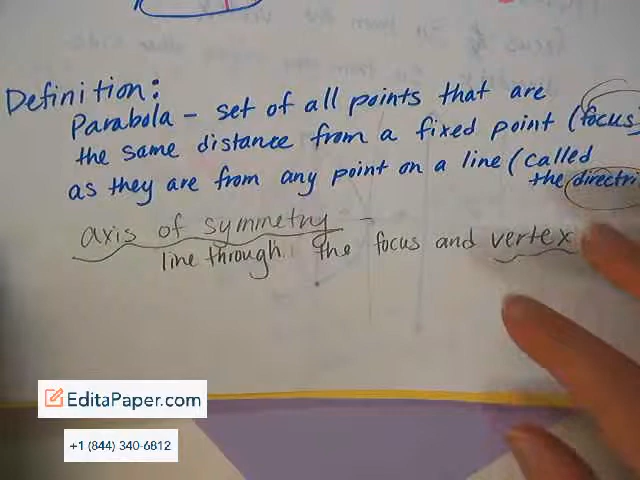 Definition:
Parabola - set of all points that are
the same distance from a fixed point (focus
as they are from any point on a line (called
the directri
axis of symmetry -
line through the focus and vertex
EditaPaper.com
+1 (844) 340-6812